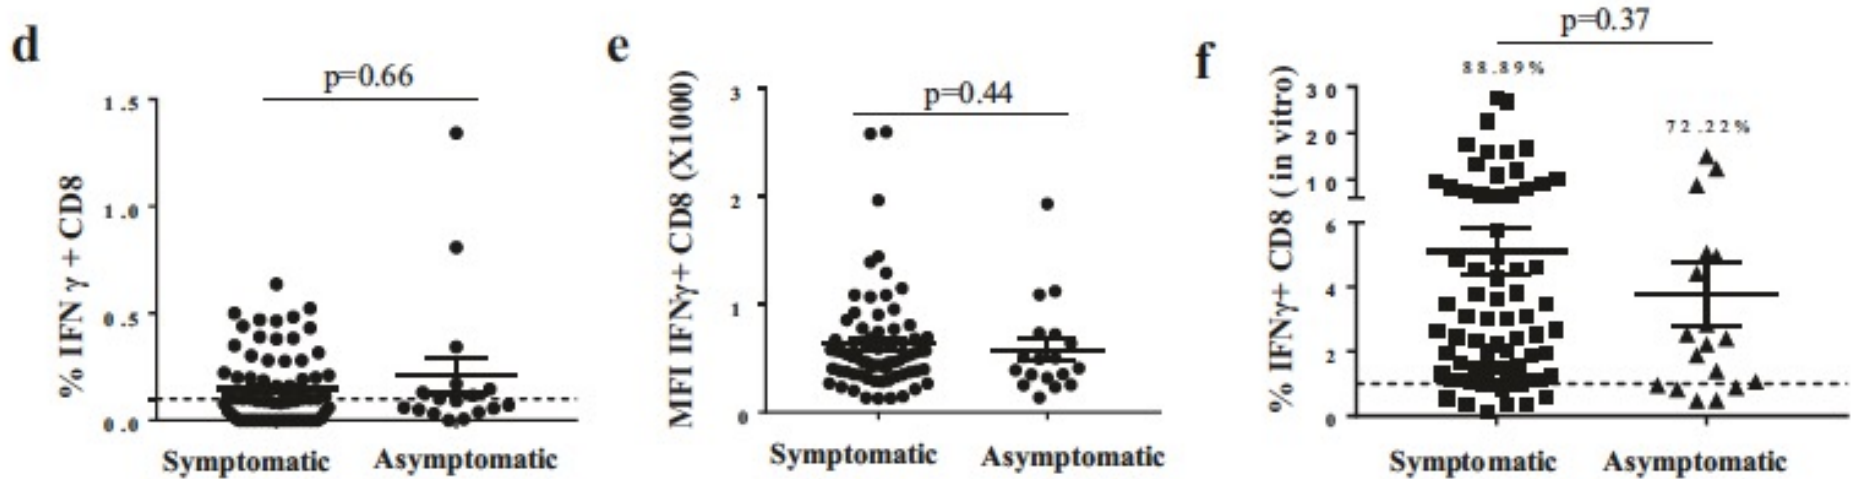 d
p=0.66
% IFN γ + CD8
1.5
1.0
0.5
0.0
Symptomatic
Asymptomatic
e
p=0.44
MFI IFNγ+ CD8 (X1000)
3
2
1
0
Symptomatic
Asymptomatic
f
p=0.37
88.89%
72.22%
% IFNγ+ CD8 ( in vitro)
30
20
10
6
4
2
0
Symptomatic
Asymptomatic